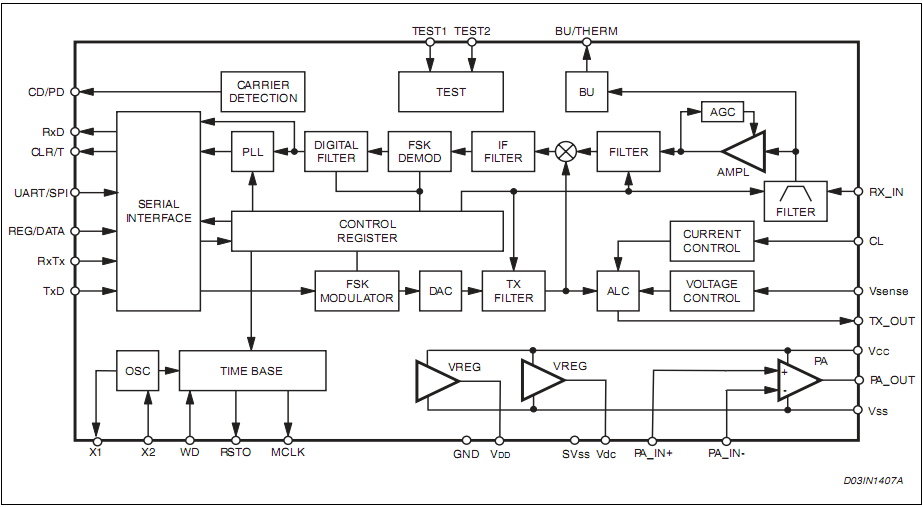 TEST1 TEST2 BU/THERM
CD/PD
CARRIER
DETECTION
TEST
BU
AGC
RxD
CLR/T
PLL
DIGITAL
FILTER
FSK
DEMOD
IF
FILTER
FILTER
AMPL
UART/SPI
SERIAL
INTERFACE
RX_IN
FILTER
REG/DATA
CONTROL
REGISTER
CURRENT
CONTROL
CL
RxTx
TxD
FSK
MODULATOR
DAC
TX
FILTER
ALC
VOLTAGE
CONTROL
Vsense
TX_OUT
OSC
TIME BASE
VREG
VREG
PA
+
-
VCC
PA_OUT
VSS
X1 X2 WD RSTO MCLK GND VDD SVss Vdc PA_IN+ PA_IN-
D03IN1407A